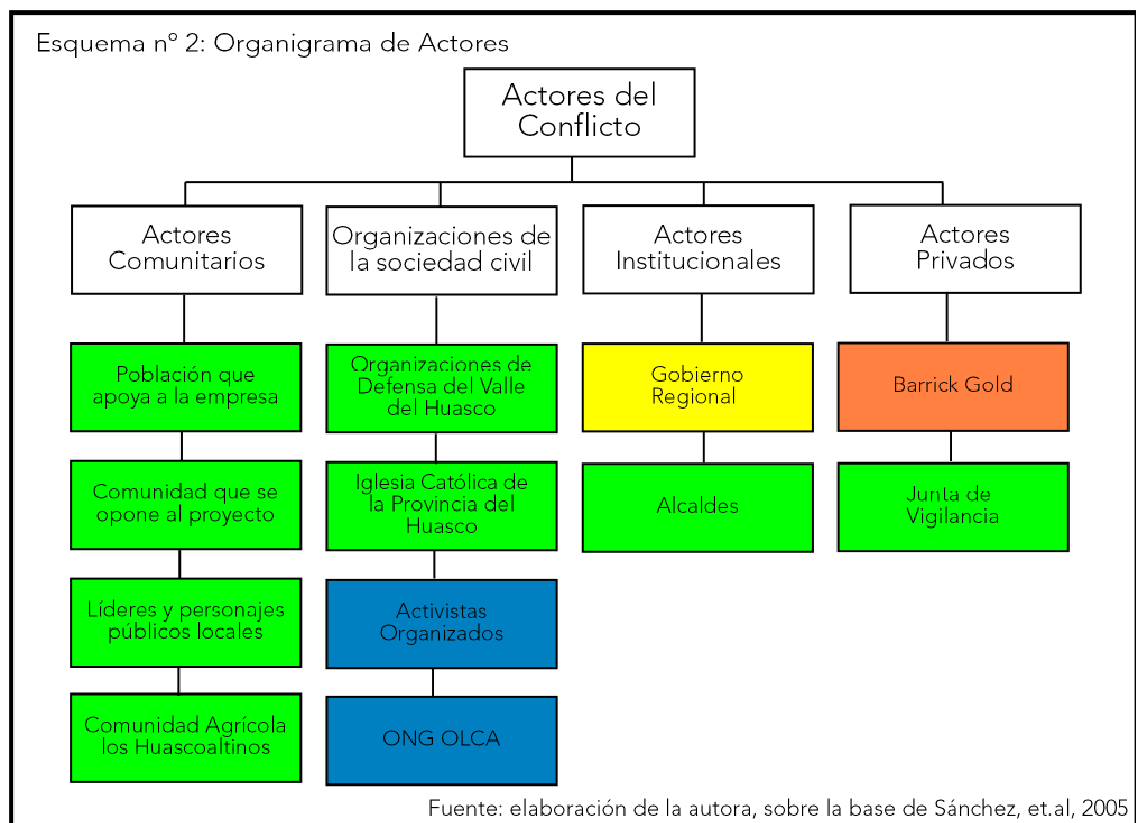 Esquema nº 2: Organigrama de Actores
Actores del
Conflicto
Actores
Comunitarios
Organizaciones de
la sociedad civil
Actores
Institucionales
Actores
Privados
Población que
apoya a la empresa
Organizaciones de
Defensa del Valle
del Huasco
Gobierno
Regional
Barrick Gold
Comunidad que se
opone al proyecto
Iglesia Católica de
la Provincia del
Huasco
Alcaldes
Junta de
Vigilancia
Líderes y personajes
públicos locales
Activistas
Organizados
Comunidad Agrícola
los Huascoaltinos
ONG OLCA
Fuente: elaboración de la autora, sobre la base de Sánchez, et.al, 2005